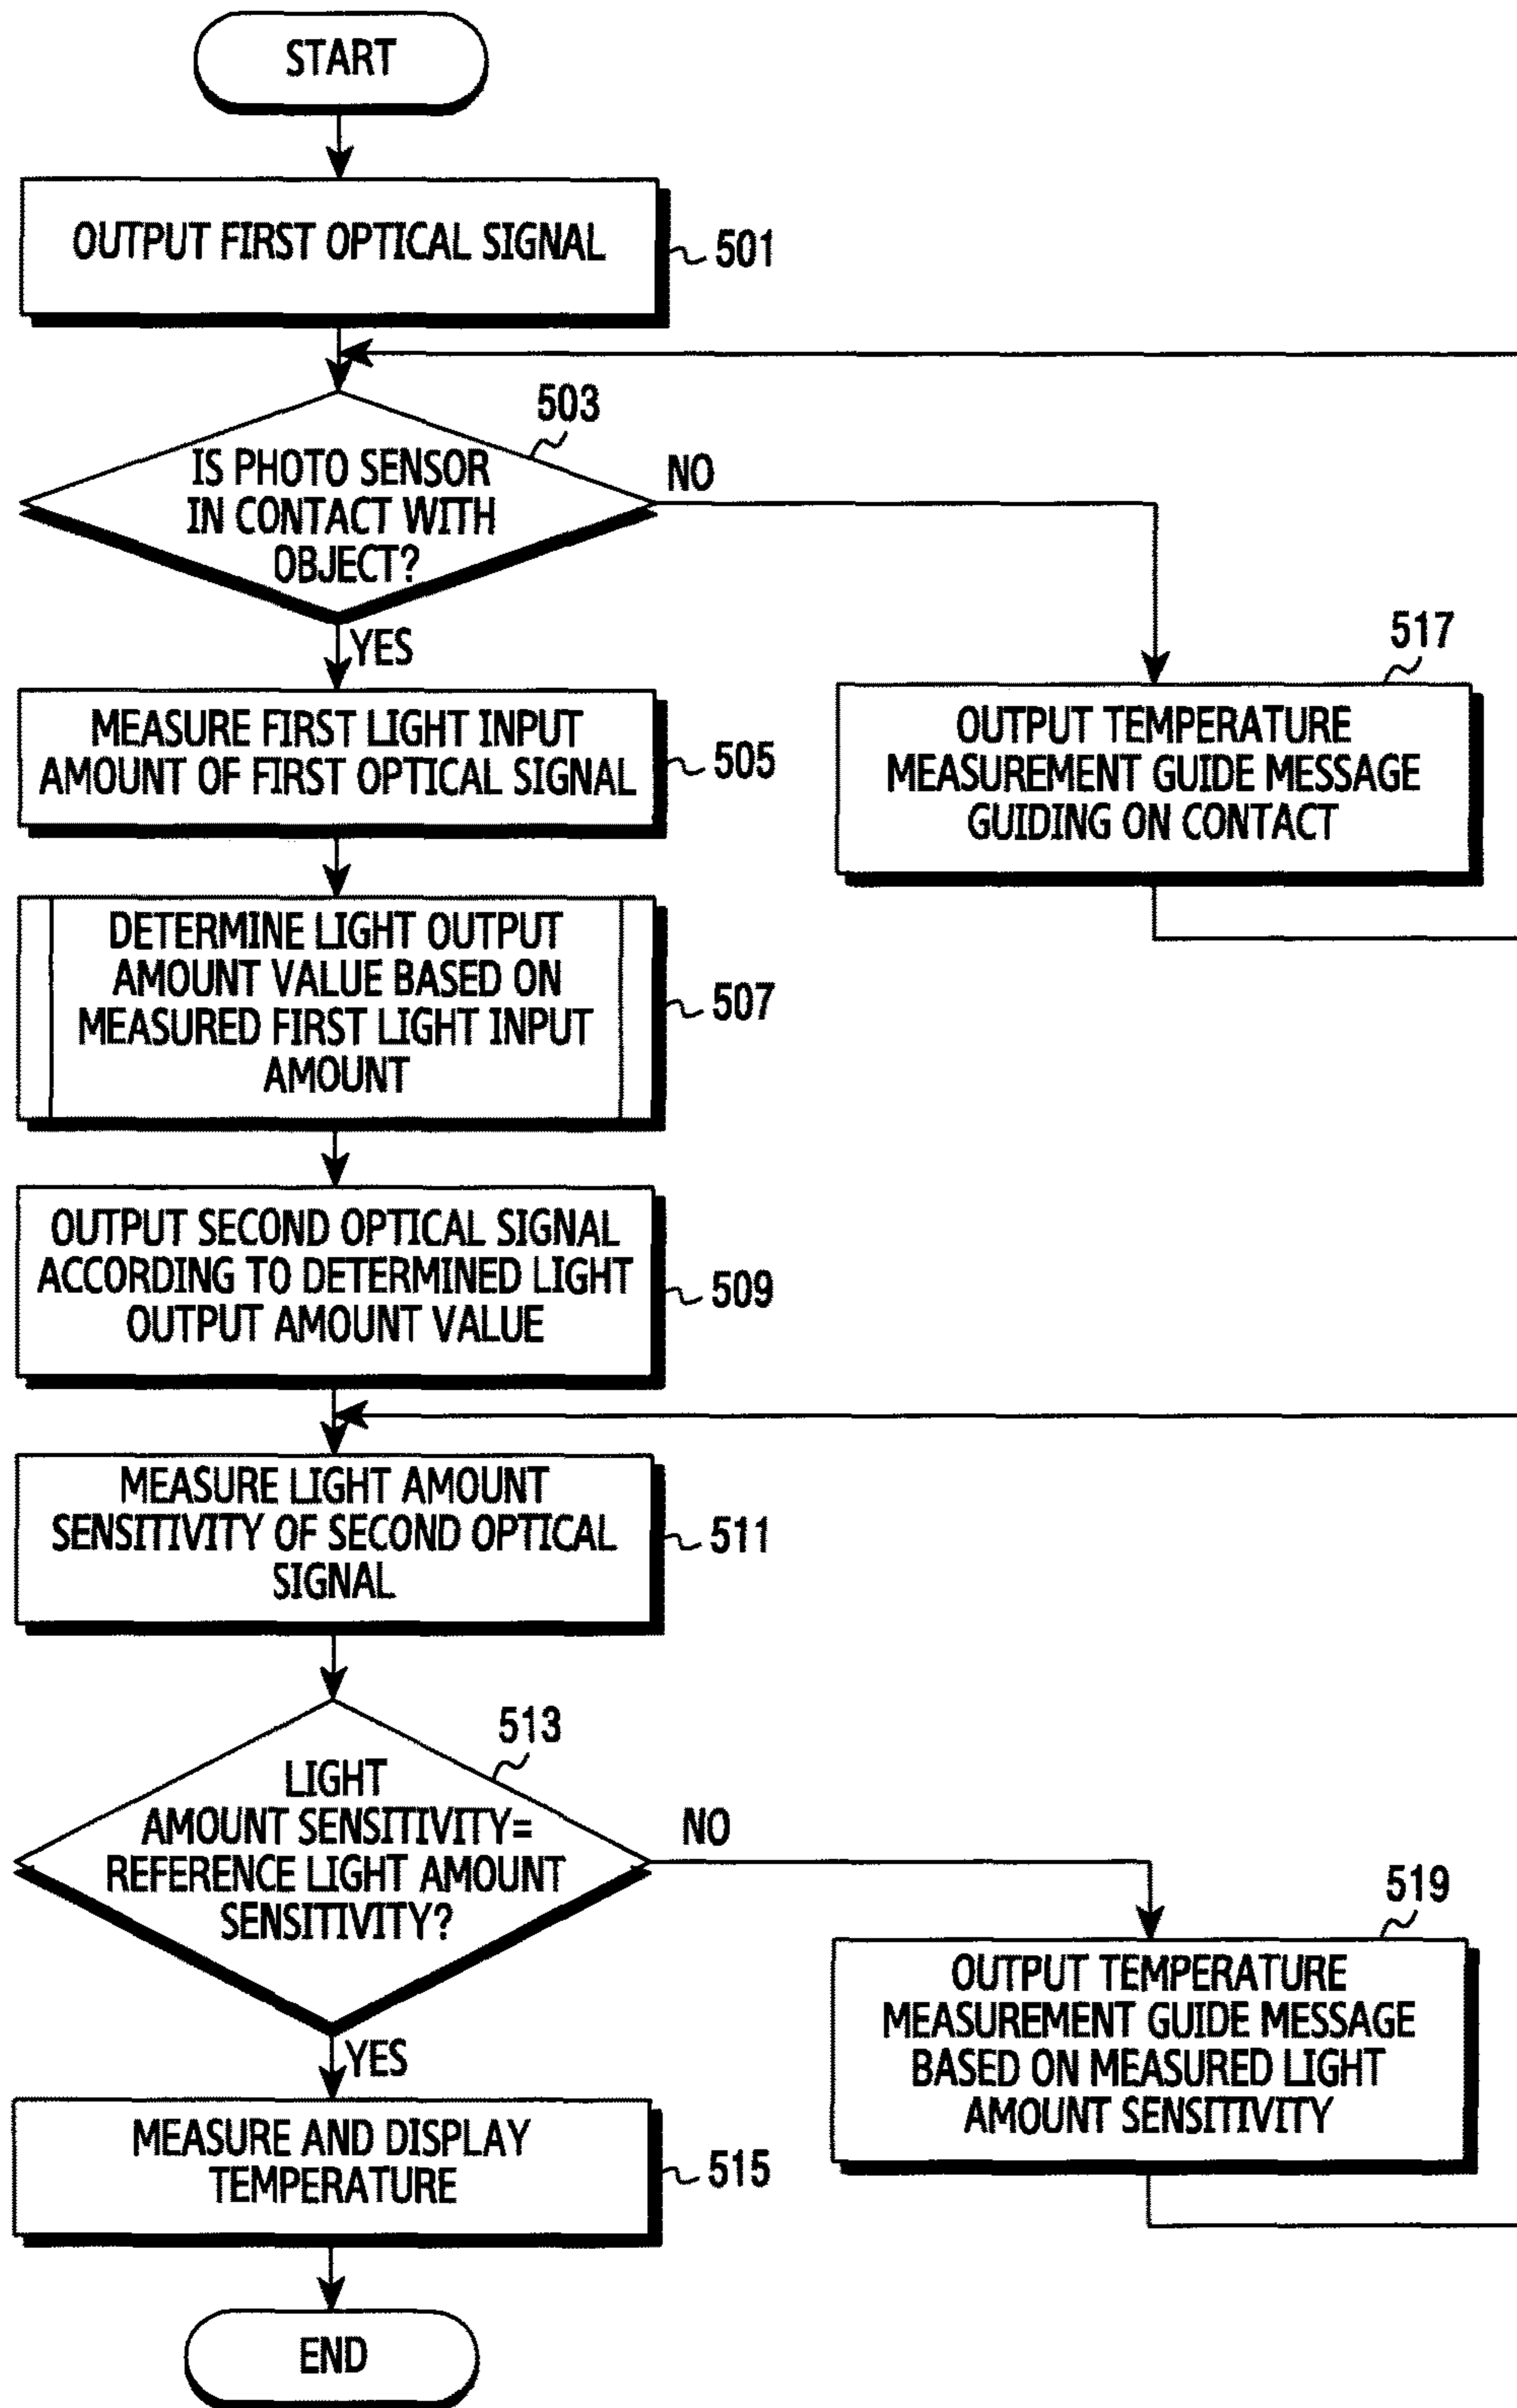 START
OUTPUT FIRST OPTICAL SIGNAL
501
503
IS PHOTO SENSOR
IN CONTACT WITH
OBJECT?
NO
YES
517
OUTPUT TEMPERATURE
MEASUREMENT GUIDE MESSAGE
GUIDING ON CONTACT
MEASURE FIRST LIGHT INPUT
AMOUNT OF FIRST OPTICAL SIGNAL
505
DETERMINE LIGHT OUTPUT
AMOUNT VALUE BASED ON
MEASURED FIRST LIGHT INPUT
AMOUNT
507
OUTPUT SECOND OPTICAL SIGNAL
ACCORDING TO DETERMINED LIGHT
OUTPUT AMOUNT VALUE
509
MEASURE LIGHT AMOUNT
SENSITIVITY OF SECOND OPTICAL
SIGNAL
511
513
LIGHT
AMOUNT SENSITIVITY=
REFERENCE LIGHT AMOUNT
SENSITIVITY?
NO
YES
519
OUTPUT TEMPERATURE
MEASUREMENT GUIDE MESSAGE
BASED ON MEASURED LIGHT
AMOUNT SENSITIVITY
MEASURE AND DISPLAY
TEMPERATURE
515
END